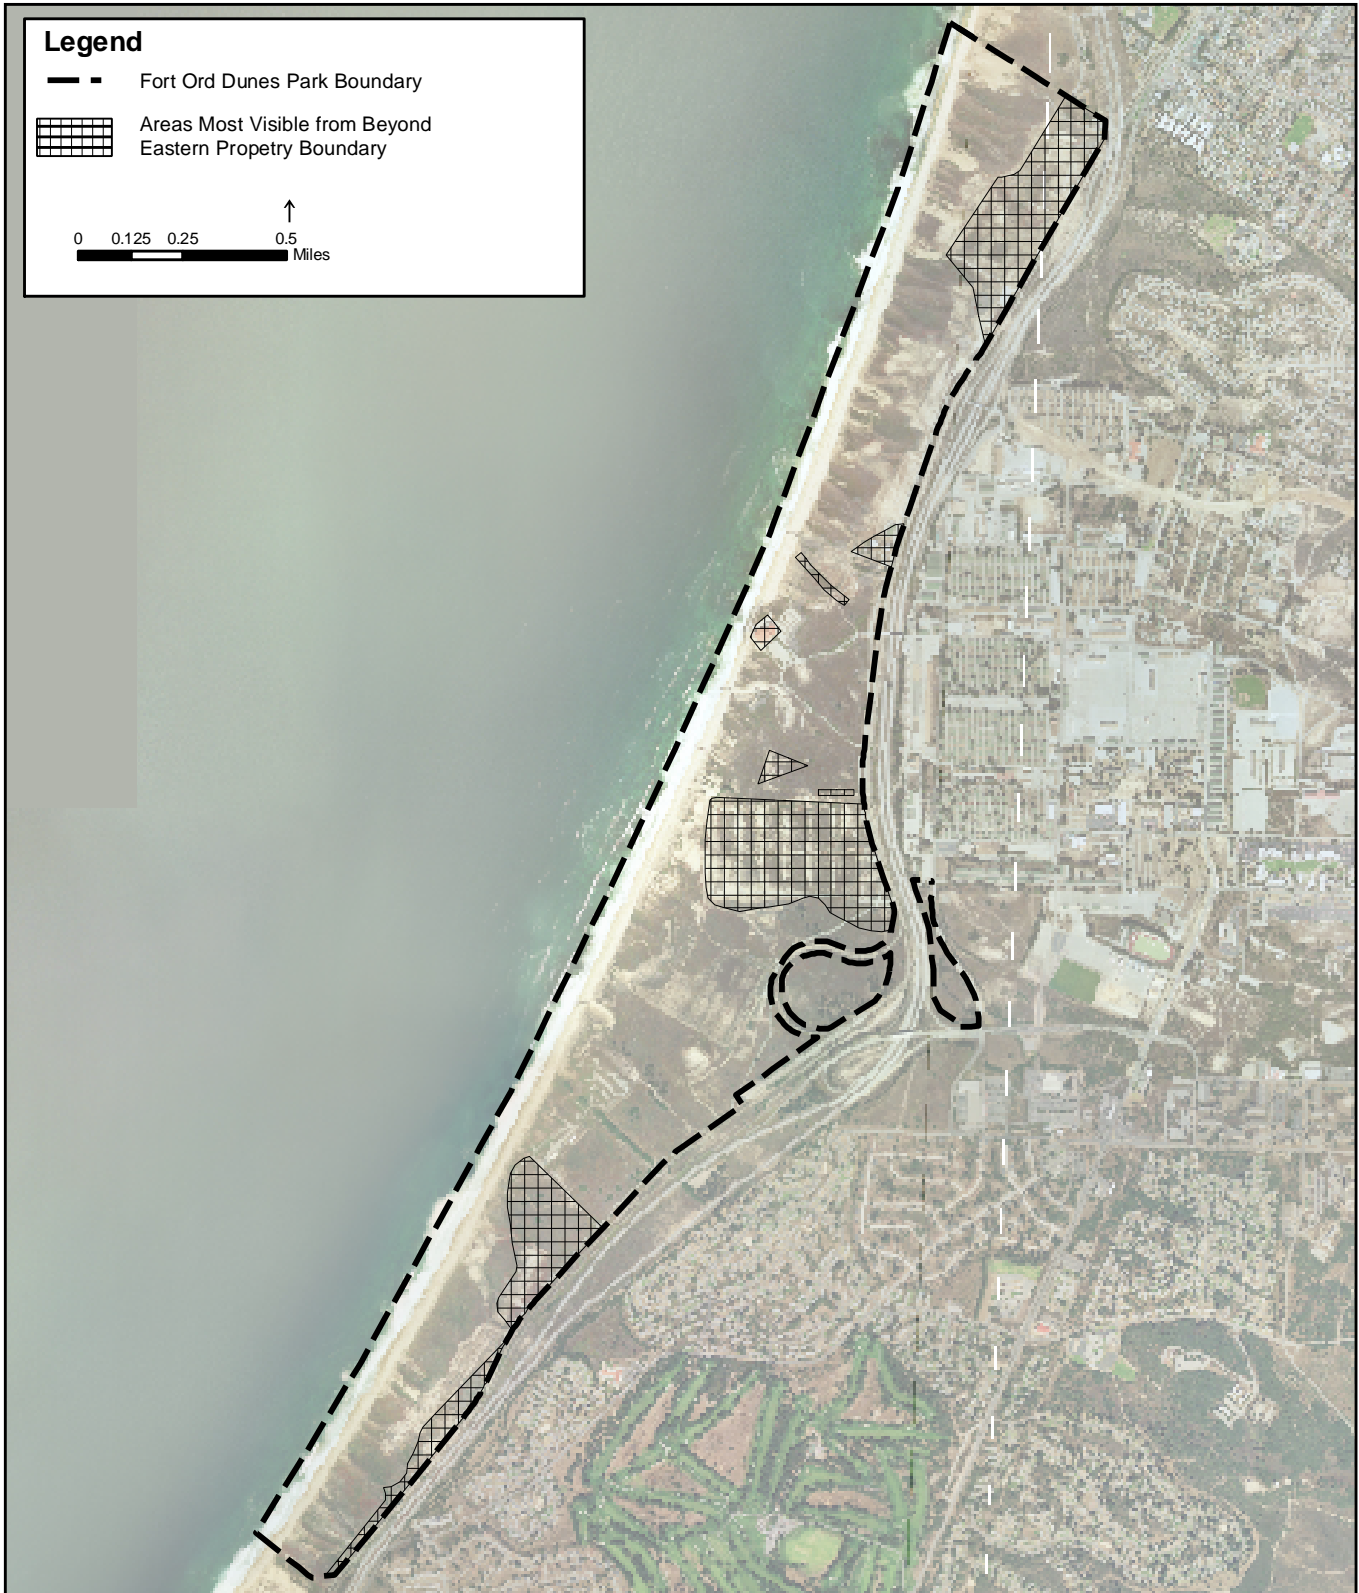 Legend
Fort Ord Dunes Park Boundary
Areas Most Visible from Beyond
Eastern Propetry Boundary
0 0.125 0.25 0.5
Miles